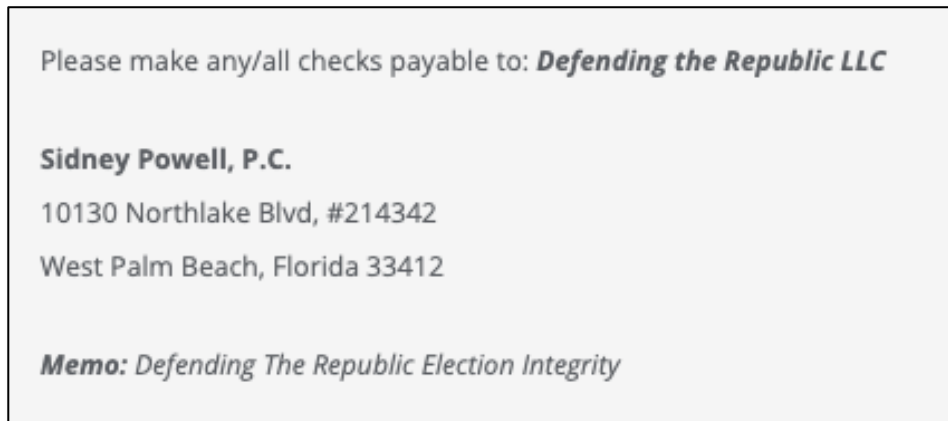 Please make any/all checks payable to: Defending the Republic LLC
Sidney Powell, P.C.
10130 Northlake Blvd, #214342
West Palm Beach, Florida 33412
Memo: Defending The Republic Election Integrity